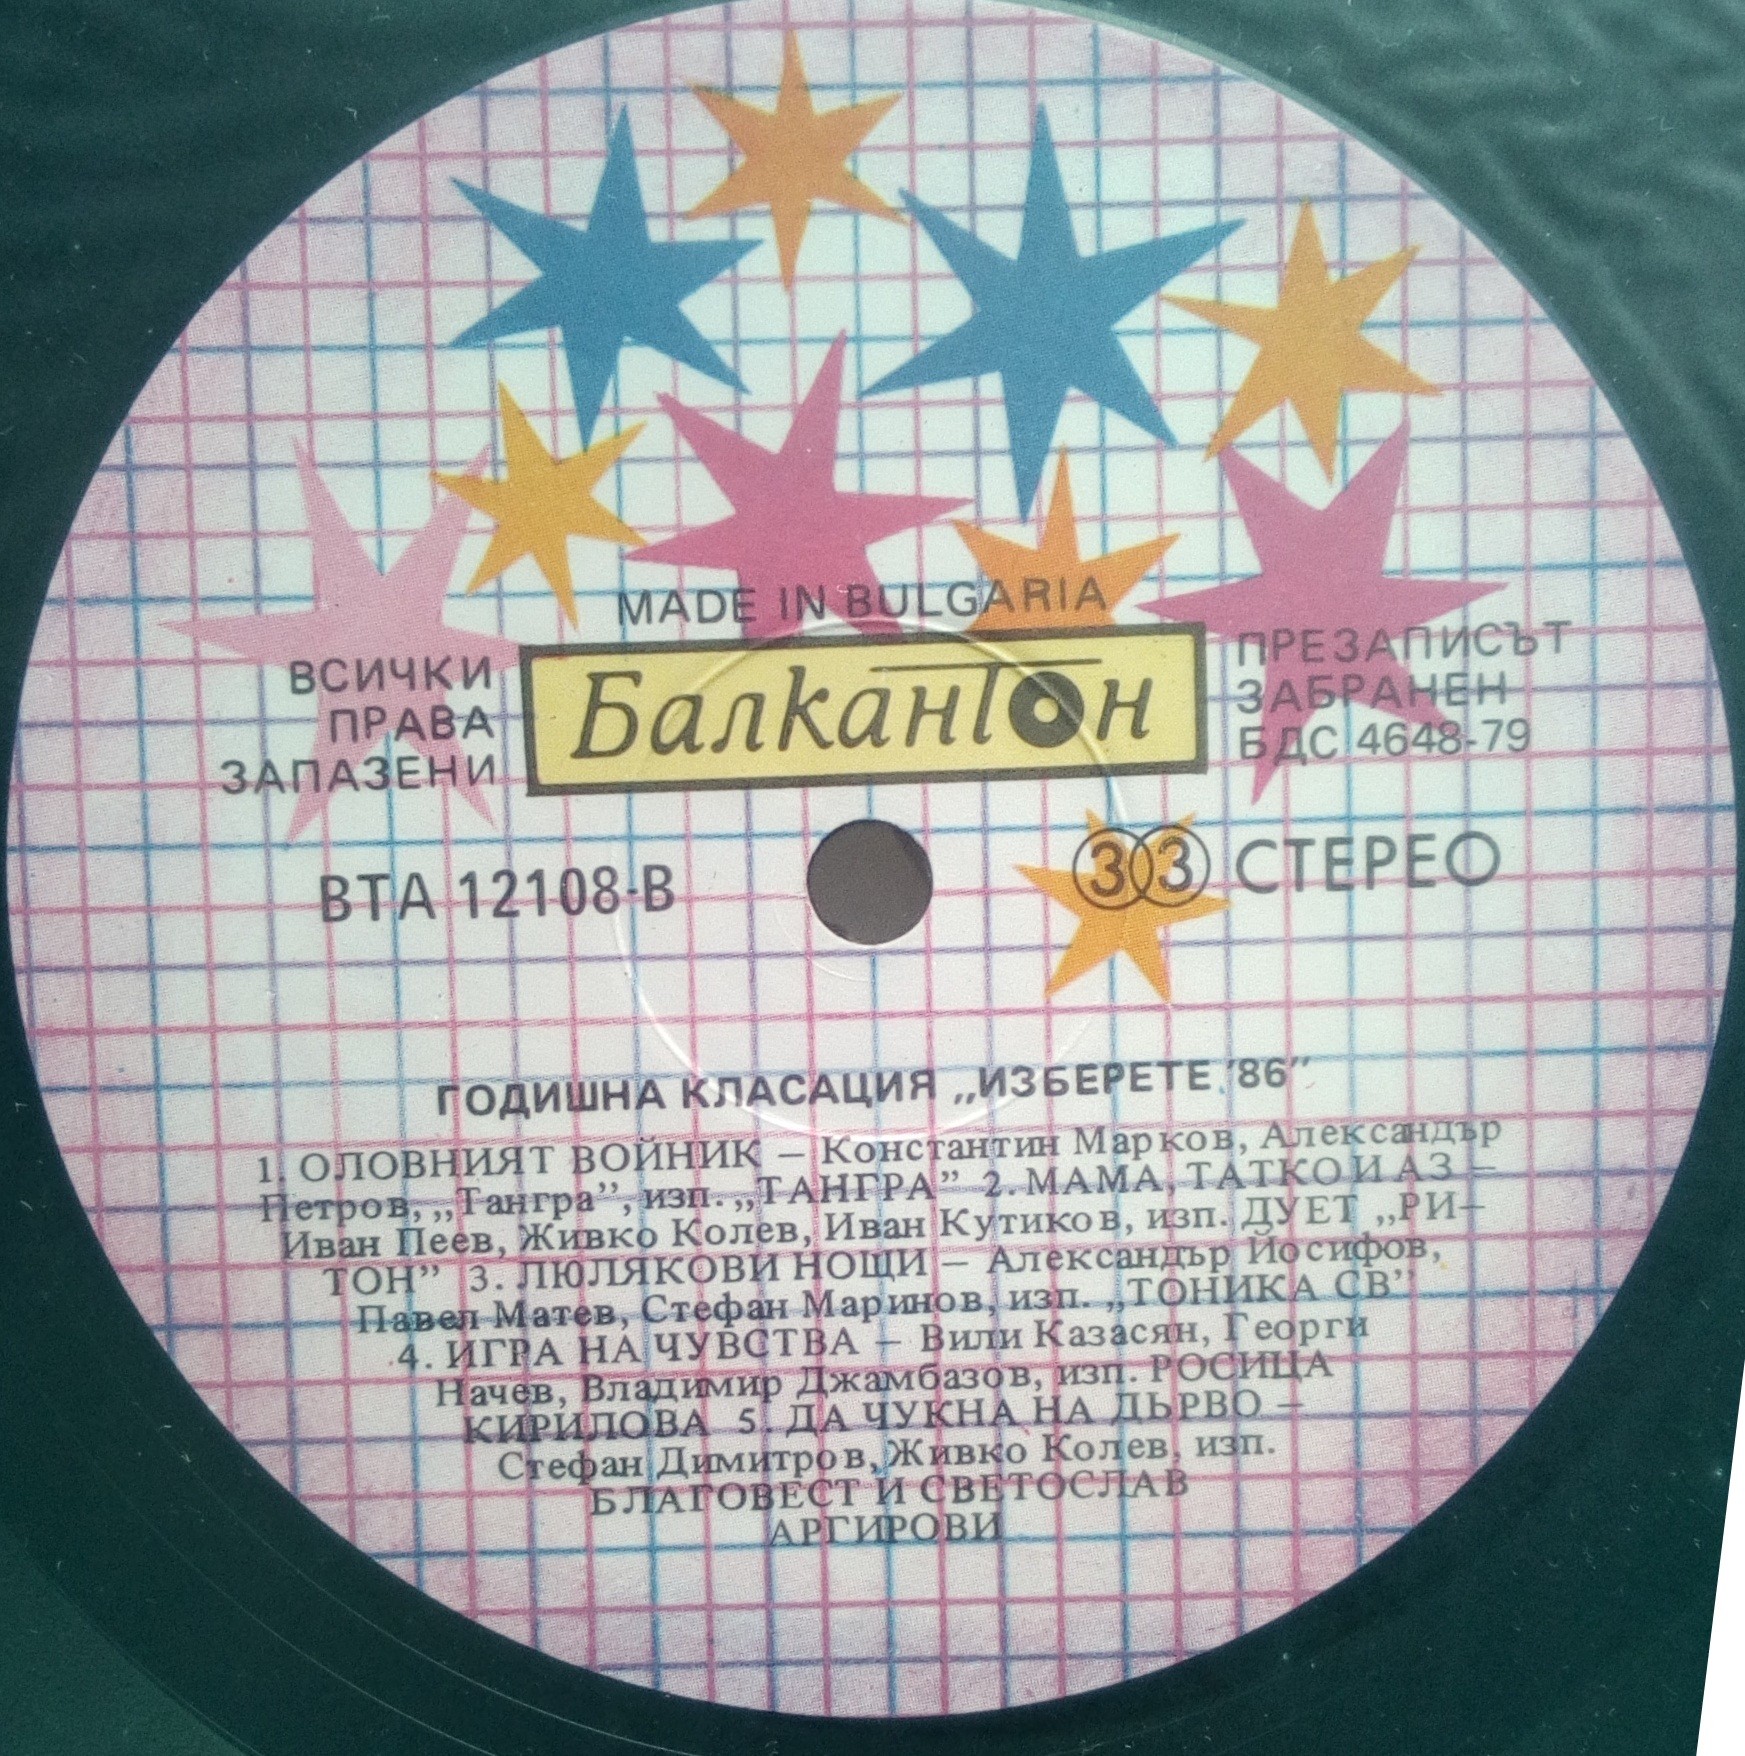 MADE IN BULGARIA
ВСИЧКИ
ПРАВА
ЗАПАЗЕНИ
Балкантон
ПРЕЗАПИСЪТ
ЗАБРАНЕН
БДС 4648-79
ВТА 12108-В
33 СТЕРЕО
ГОДИШНА КЛАСАЦИЯ „ИЗБЕРЕТЕ '86”
1. ОЛОВНИЯТ ВОЙНИК – Константин Марков, Александър
Петров, „Тангра”, изп. „ТАНГРА” 2. МАМА, ТАТКО И АЗ –
Иван Пеев, Живко Колев, Иван Кутиков, изп. ДУЕТ „РИ–
ТОН” 3. ЛЮЛЯКОВИ НОЩИ – Александър Йосифов,
Павел Матев, Стефан Маринов, изп. „ТОНИКА СВ”
4. ИГРА НА ЧУВСТВА – Вили Казасян, Георги
Начев, Владимир Джамбазов, изп. РОСИЦА
КИРИЛОВА 5. ДА ЧУКНА НА ДЪРВО –
Стефан Димитров, Живко Колев, изп.
БЛАГОВЕСТ И СВЕТОСЛАВ
АРГИРОВИ